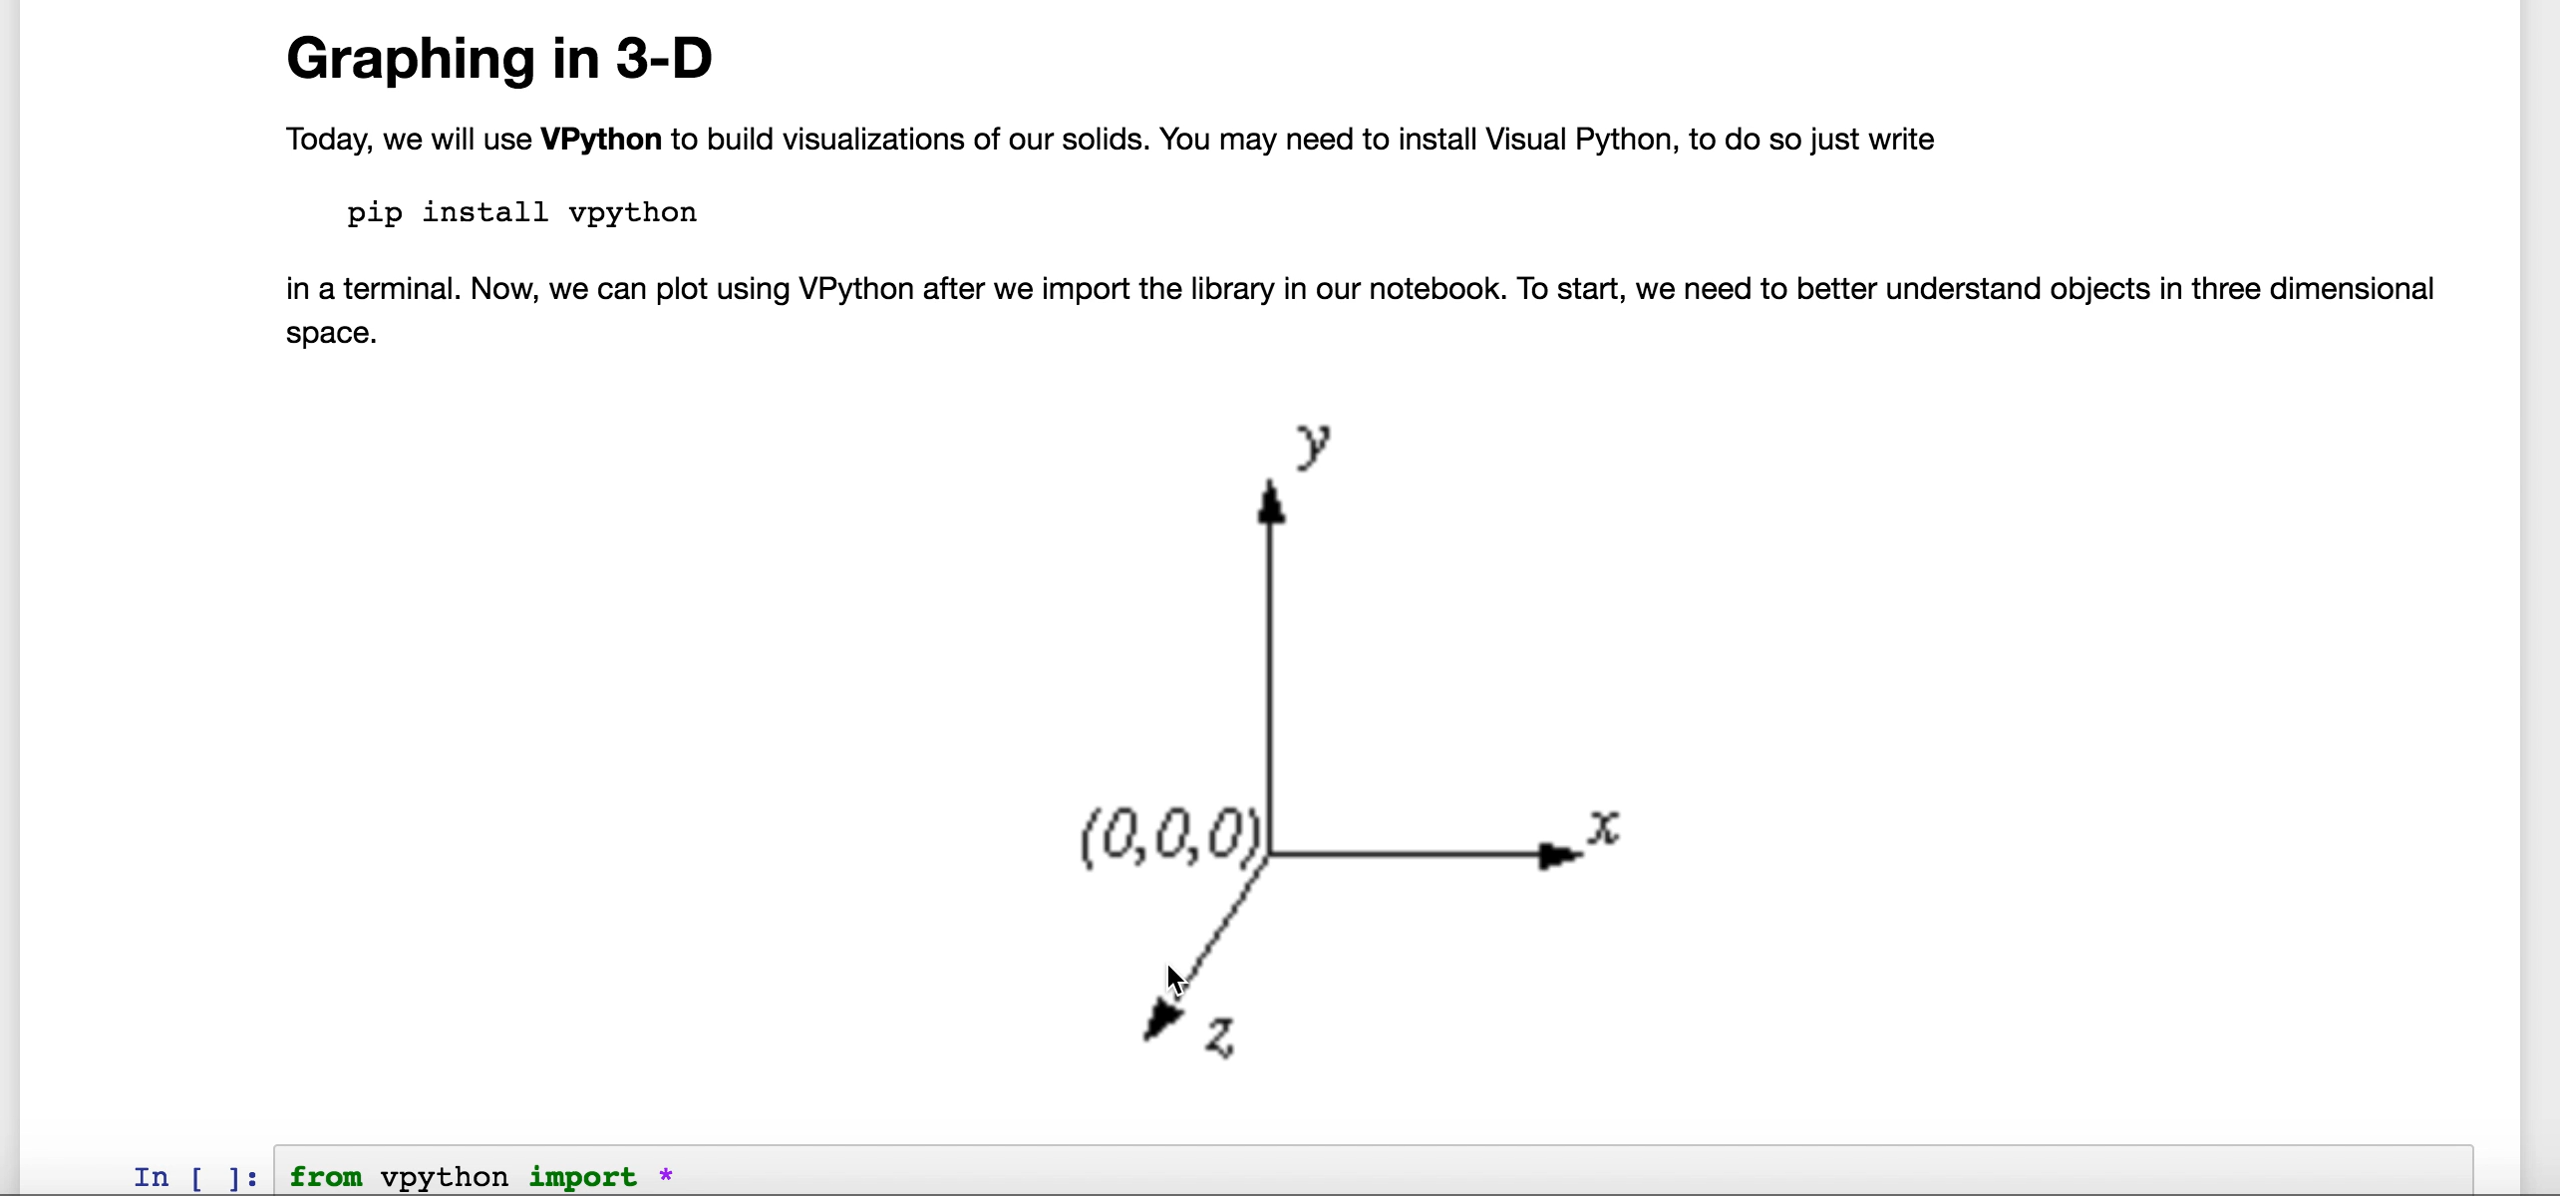 Graphing in 3-D
Today, we will use VPython to build visualizations of our solids. You may need to install Visual Python, to do so just write
pip install vpython
in a terminal. Now, we can plot using VPython after we import the library in our notebook. To start, we need to better understand objects in three dimensional
space.
y
(0,0,0)
x
z
In [ ]: from vpython import *